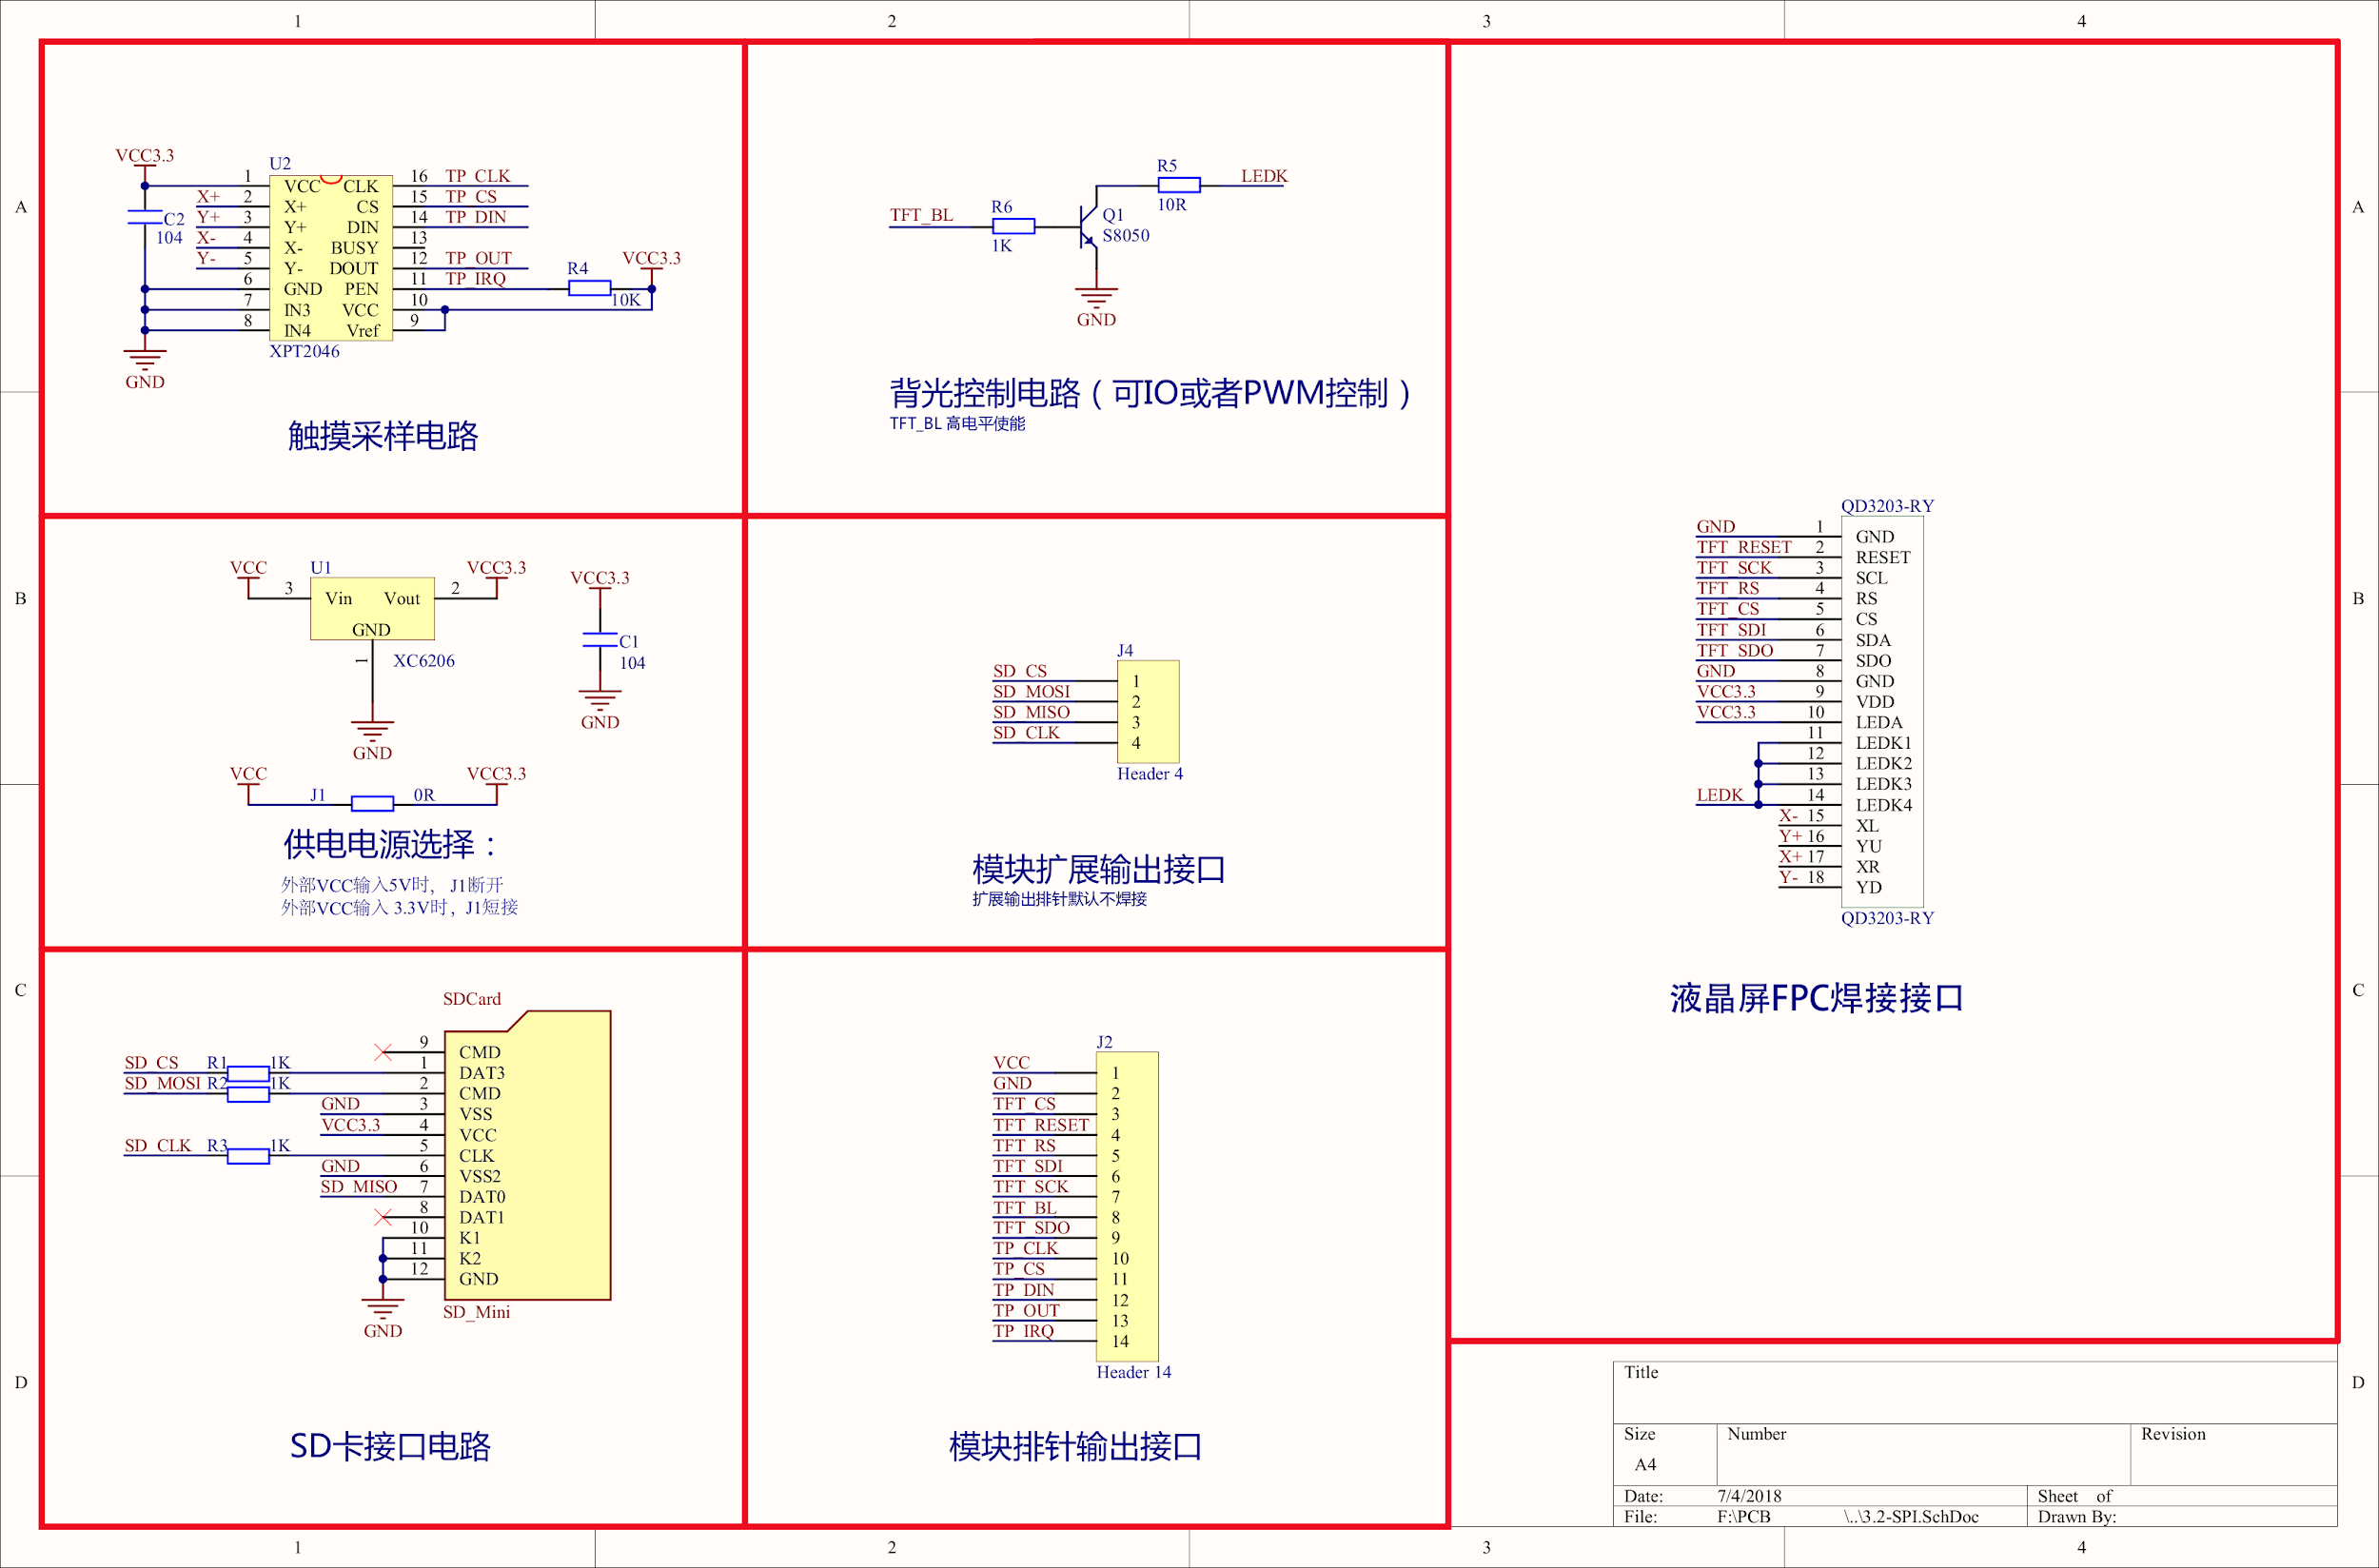 1 2 3 4
A
B
C
D
VCC3.3
U2
1 VCC CLK 16 TP_CLK
X+ 2 X+ CS 15 TP_CS
Y+ 3 Y+ DIN 14 TP_DIN
X- 4 X- BUSY 13
Y- 5 Y- DOUT 12 TP_OUT
6 GND PEN 11 TP_IRQ
7 IN3 VCC 10
8 IN4 Vref 9
C2
104
R4
10K
VCC3.3
XPT2046
GND
触摸采样电路
TFT_BL
R6
1K
Q1
S8050
R5
10R
LEDK
GND
背光控制电路（可IO或者PWM控制）
TFT_BL 高电平使能
VCC
U1
VCC3.3
3 Vin Vout 2
GND
1
XC6206
GND
VCC3.3
C1
104
GND
VCC
VCC3.3
J1 0R
供电电源选择：
外部VCC输入5V时，J1断开
外部VCC输入 3.3V时，J1短接
J4
SD_CS 1
SD_MOSI 2
SD_MISO 3
SD_CLK 4
Header 4
模块扩展输出接口
扩展输出排针默认不焊接
SDCard
9 CMD
SD_CS R1 1K 1 DAT3
SD_MOSI R2 1K 2 CMD
GND 3 VSS
VCC3.3 4 VCC
SD_CLK R3 1K 5 CLK
GND 6 VSS2
SD_MISO 7 DAT0
8 DAT1
10 K1
11 K2
12 GND
SD_Mini
GND
SD卡接口电路
J2
VCC 1
GND 2
TFT_CS 3
TFT_RESET 4
TFT_RS 5
TFT_SDI 6
TFT_SCK 7
TFT_BL 8
TFT_SDO 9
TP_CLK 10
TP_CS 11
TP_DIN 12
TP_OUT 13
TP_IRQ 14
Header 14
模块排针输出接口
QD3203-RY
GND 1 GND
TFT_RESET 2 RESET
TFT_SCK 3 SCL
TFT_RS 4 RS
TFT_CS 5 CS
TFT_SDI 6 SDA
TFT_SDO 7 SDO
GND 8 GND
VCC3.3 9 VDD
VCC3.3 10 LEDA
11 LEDK1
12 LEDK2
13 LEDK3
LEDK 14 LEDK4
X- 15 XL
Y+ 16 YU
X+ 17 XR
Y- 18 YD
QD3203-RY
液晶屏FPC焊接接口
Title
Size Number Revision
A4
Date: 7/4/2018 Sheet of
File: F:\PCB \..\3.2-SPI.SchDoc Drawn By:
A
B
C
D
1 2 3 4